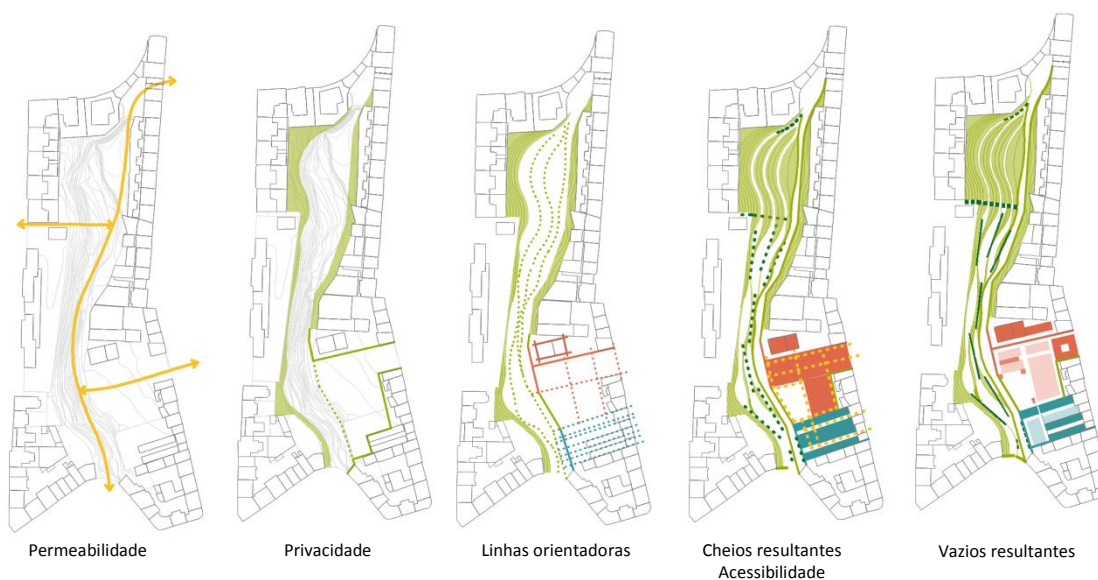 Permeabilidade
Privacidade
Linhas orientadoras
Cheios resultantes
Acessibilidade
Vazios resultantes